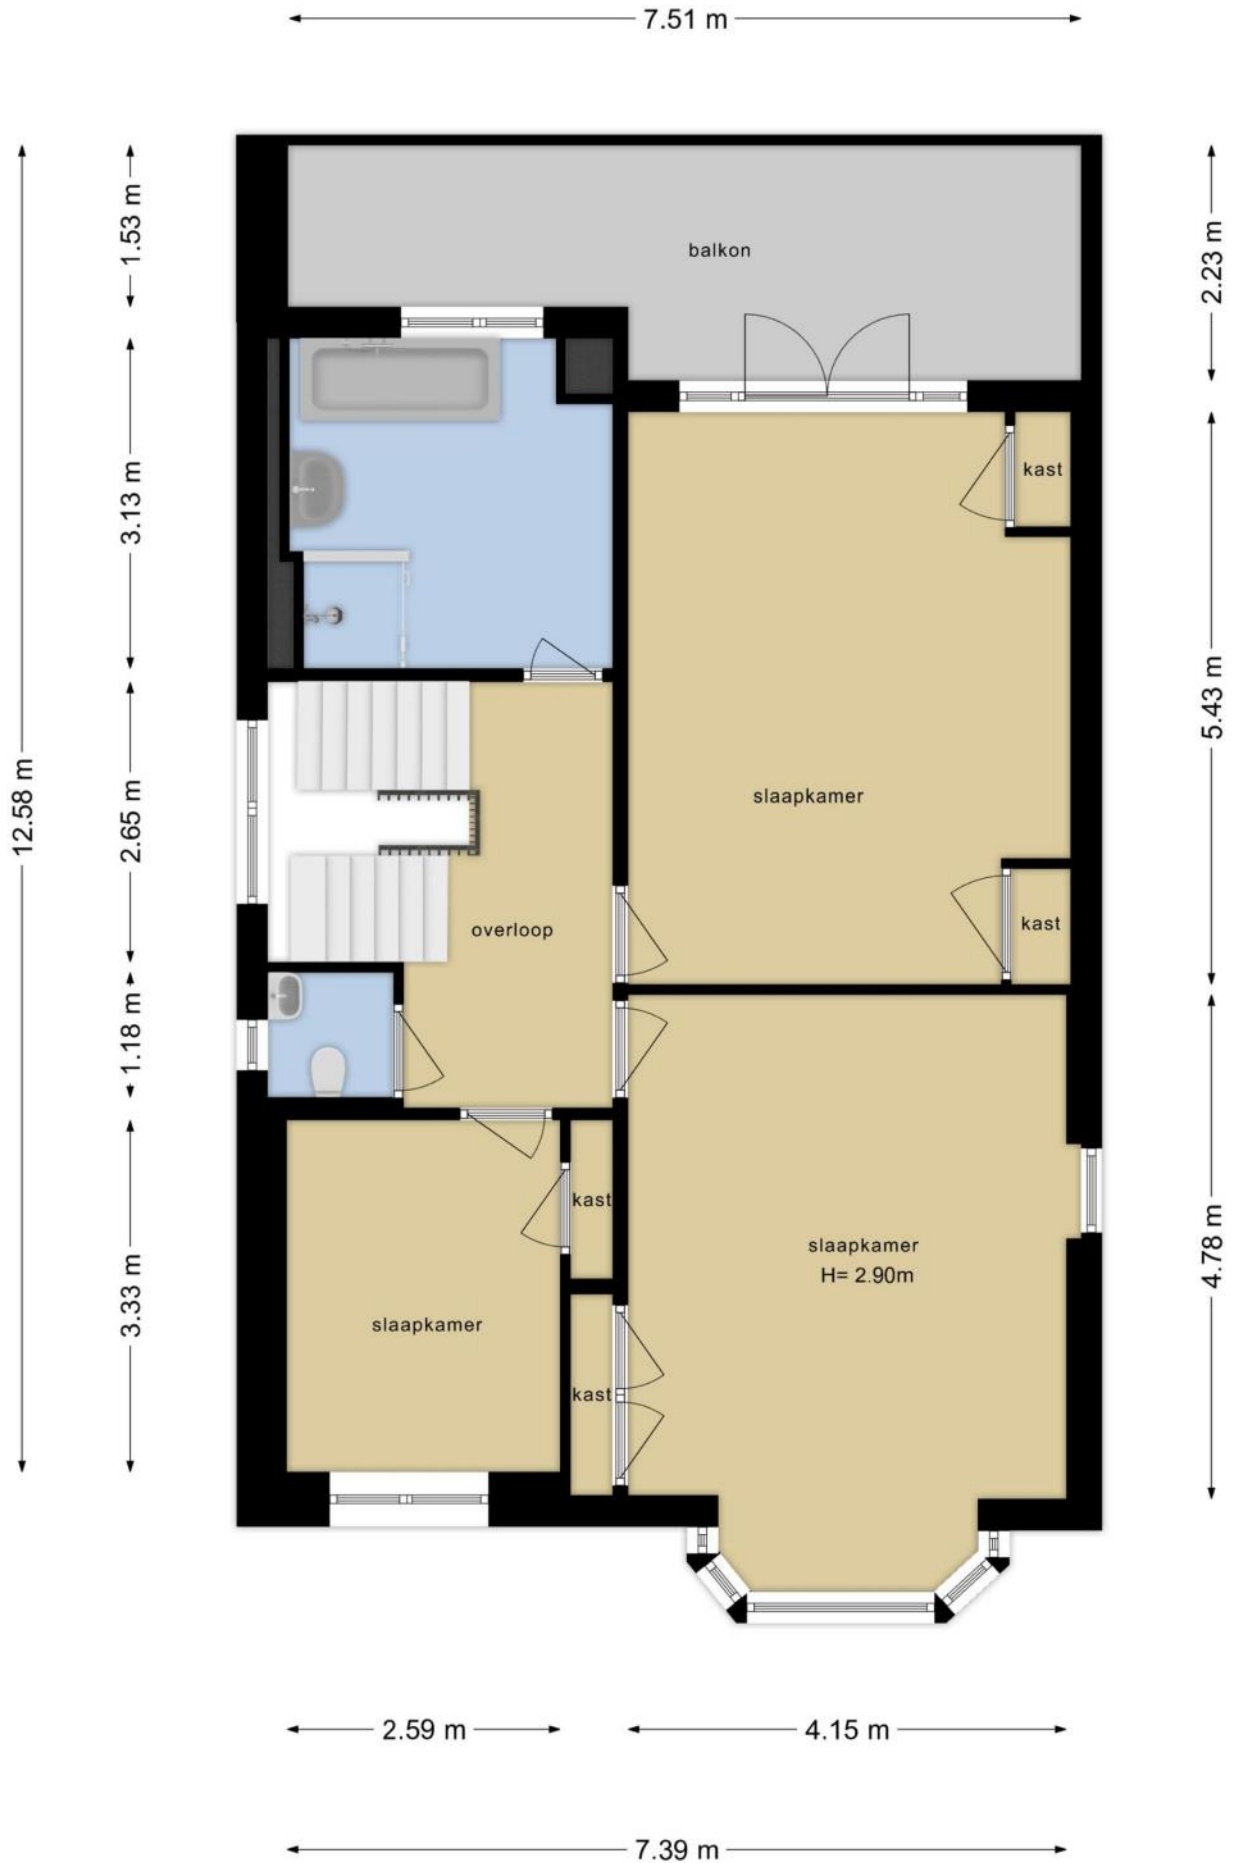 7.51 m
1.53 m
2.23 m
balkon
kast
3.13 m
5.43 m
slaapkamer
12.58 m
2.65 m
overloop
kast
1.18 m
kast
4.78 m
slaapkamer
H= 2.90m
3.33 m
slaapkamer
kast
2.59 m
4.15 m
7.39 m